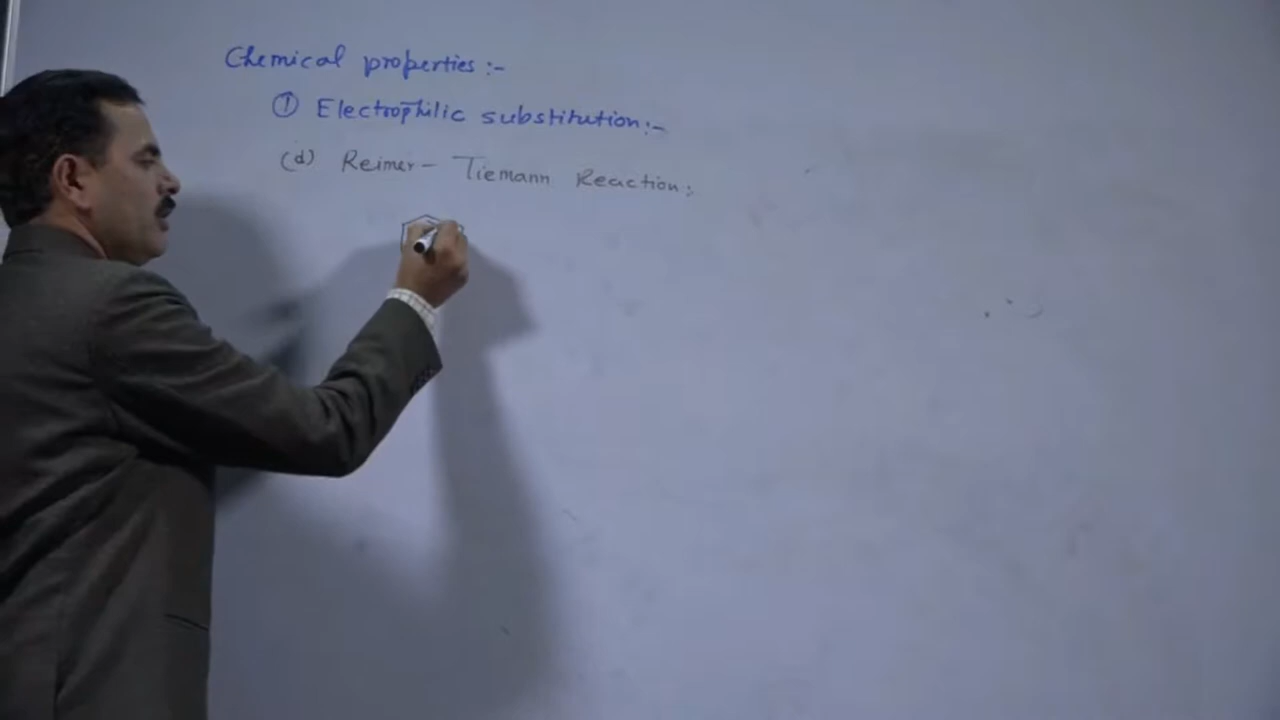 Chemical properties :-
① Electrophilic substitution:-
(d) Reimer - Tiemann Reaction: